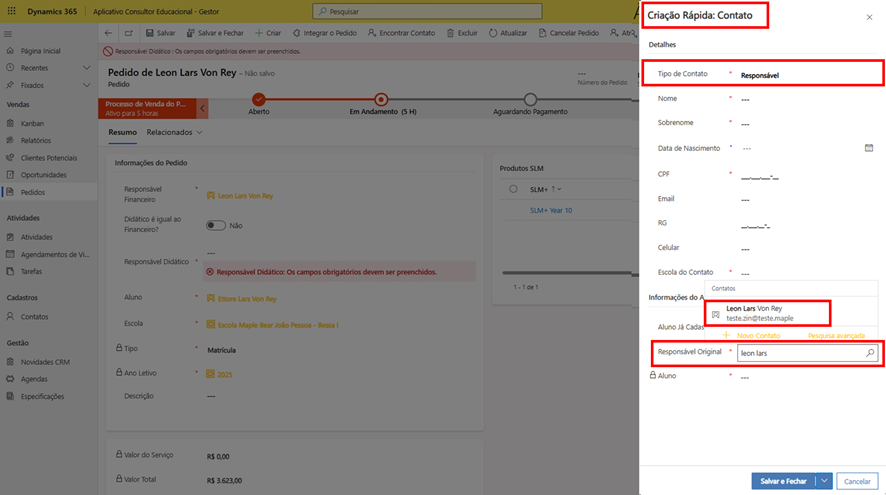 Dynamics 365
Aplicativo Consultor Educacional - Gestor
Pesquisar
Salvar
Salvar e Fechar
Criar
Integrar o Pedido
Encontrar Contato
Excluir
Atualizar
Cancelar Pedido
Responsável Didático : Os campos obrigatórios devem ser preenchidos.
Página Inicial
Recentes
Fixados
Vendas
Kanban
Relatórios
Clientes Potenciais
Oportunidades
Pedidos
Atividades
Atividades
Agendamentos de Vi...
Tarefas
Cadastros
Contatos
Gestão
Novidades CRM
Agendas
Especificações
Pedido de Leon Lars Von Rey – Não salvo
Pedido
---
Número do Pedido
Processo de Venda do P...
Ativo para 5 horas
Aberto
Em Andamento (5 H)
Aguardando Pagamento
Resumo
Relacionados
Informações do Pedido
Responsável Financeiro *
Leon Lars Von Rey
Didático é igual ao Financeiro? *
Não
Responsável Didático *
---
Responsável Didático: Os campos obrigatórios devem ser preenchidos.
Aluno *
Ettore Lars Von Rey
Escola *
Escola Maple Bear João Pessoa - Bessa I
Tipo *
Matrícula
Ano Letivo *
2025
Descrição
---
Valor do Serviço
R$ 0,00
Valor Total
R$ 3.623,00
Produtos SLM
SLM+ ↑
SLM+ Year 10
1 - 1 de 1
Criação Rápida: Contato
Detalhes
Tipo de Contato * Responsável
Nome * ---
Sobrenome * ---
Data de Nascimento * ---
CPF * ___.___.___-__
Email ---
RG __.___.__-_
Celular ---
Escola do Contato * ---
Contatos
Informações do A
Leon Lars Von Rey
teste.zin@teste.maple
Aluno Já Cadas
Novo Contato
Pesquisa avançada
Responsável Original * leon lars
Aluno * ---
Salvar e Fechar
Cancelar